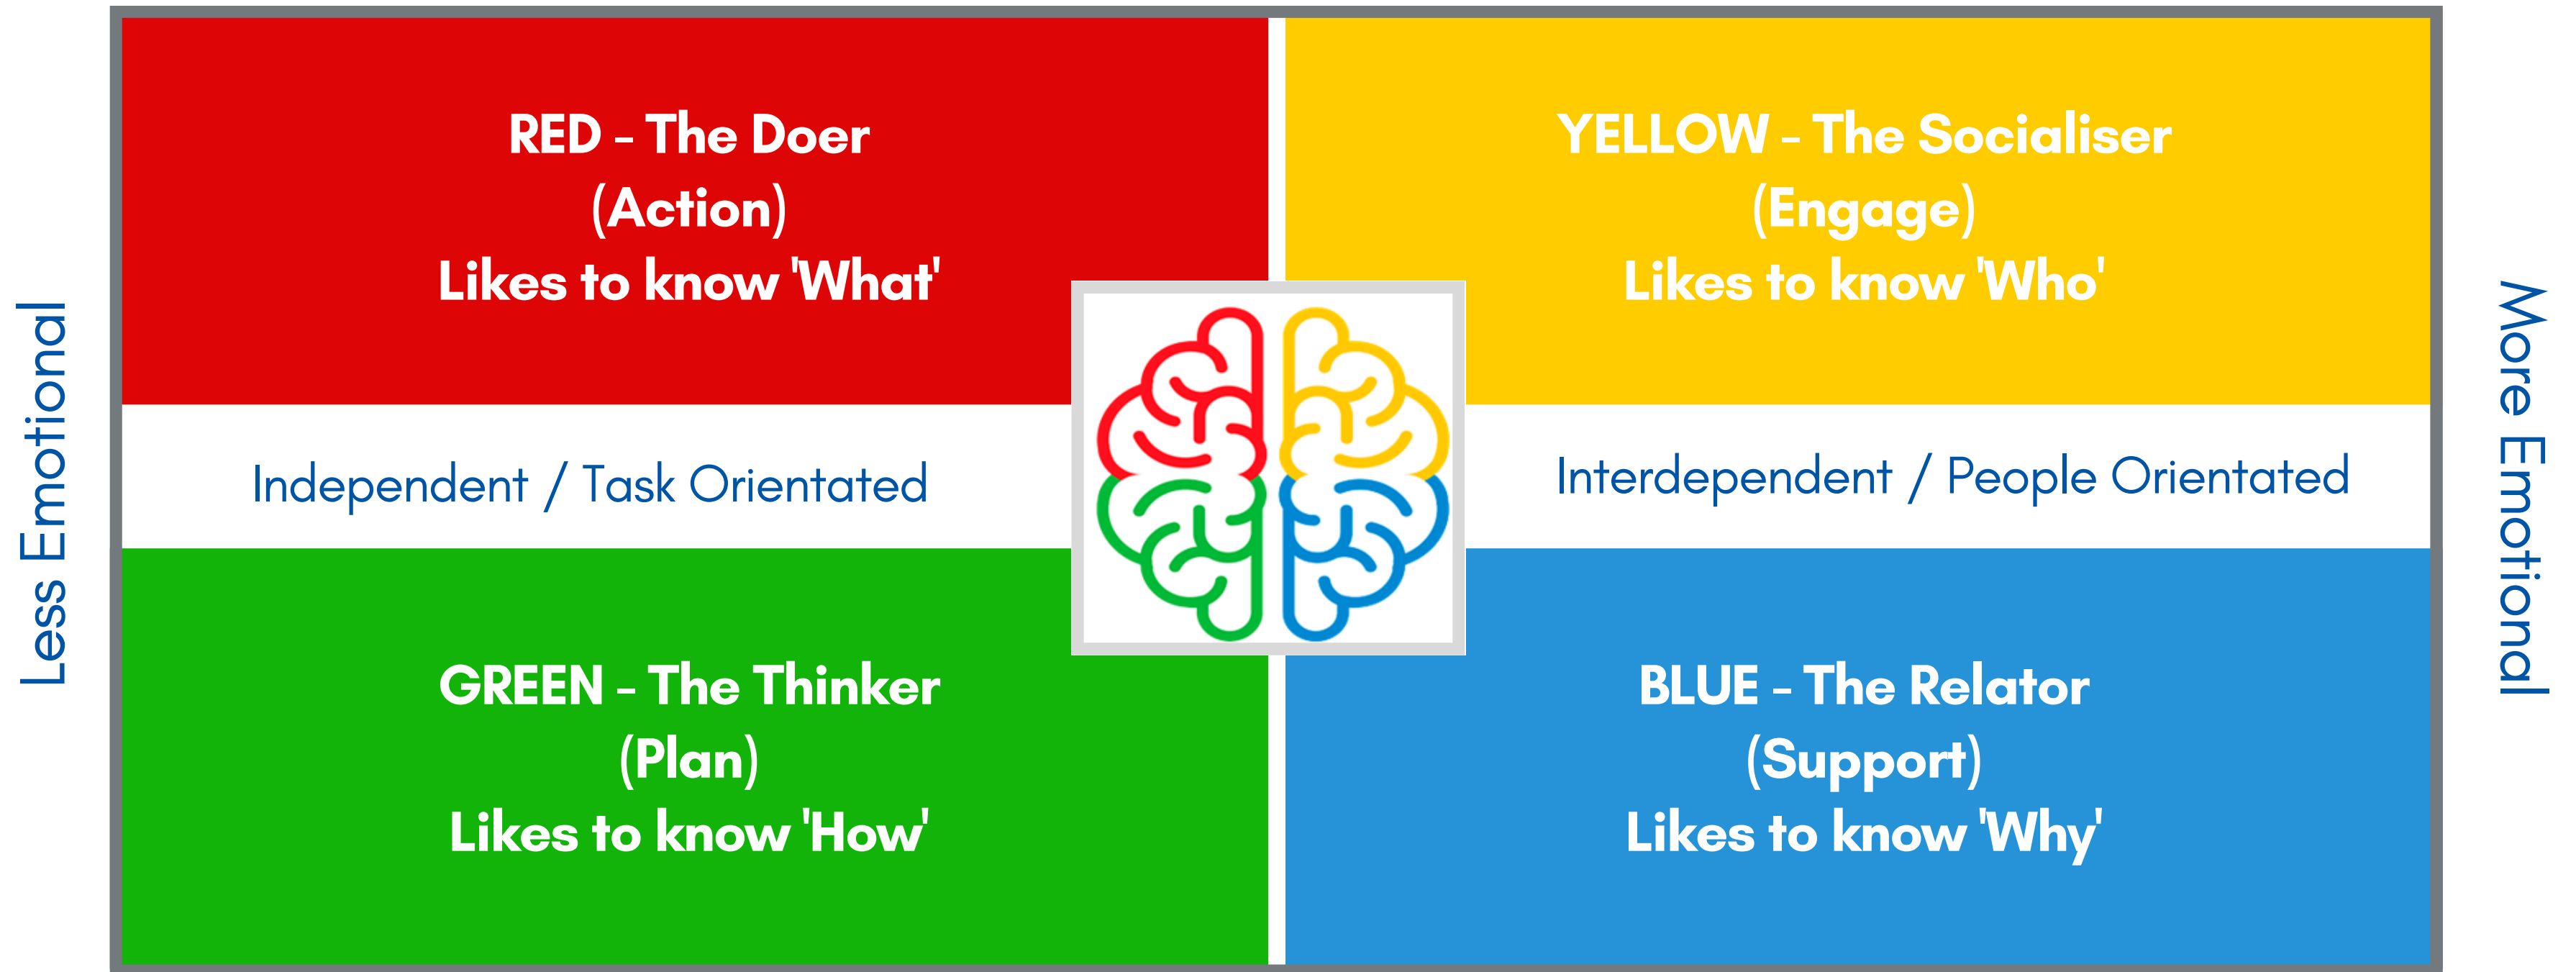 RED - The Doer
(Action)
Likes to know 'What'
YELLOW - The Socialiser
(Engage)
Likes to know 'Who'
Less Emotional
Independent / Task Orientated
Interdependent / People Orientated
More Emotional
GREEN - The Thinker
(Plan)
Likes to know 'How'
BLUE - The Relator
(Support)
Likes to know 'Why'